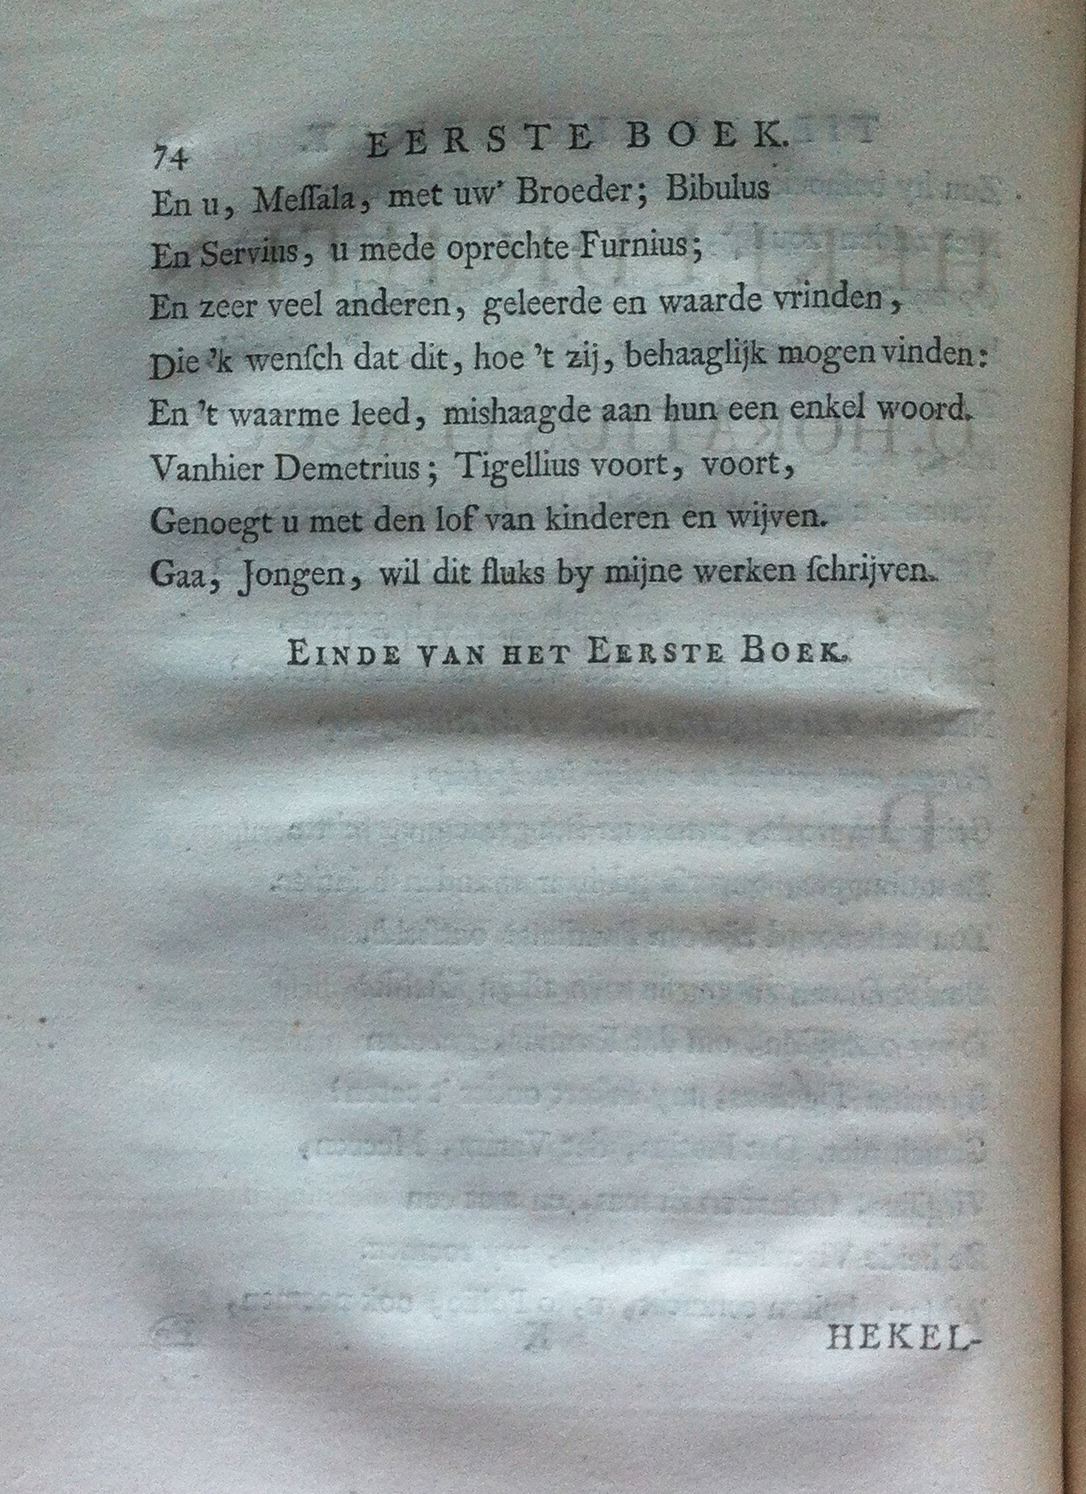 74 EERSTE BOEK.
En u, Meſſala, met uw' Broeder; Bibulus
En Servius, u mede oprechte Furnius;
En zeer veel anderen, geleerde en waarde vrinden,
Die 'k wenſch dat dit, hoe 't zij, behaaglijk mogen vinden:
En 't waarme leed, mishaagde aan hun een enkel woord.
Vanhier Demetrius; Tigellius voort, voort,
Genoegt u met den lof van kinderen en wijven.
Gaa, Jongen, wil dit fluks by mijne werken ſchrijven.
EINDE VAN HET EERSTE BOEK.
HEKEL-